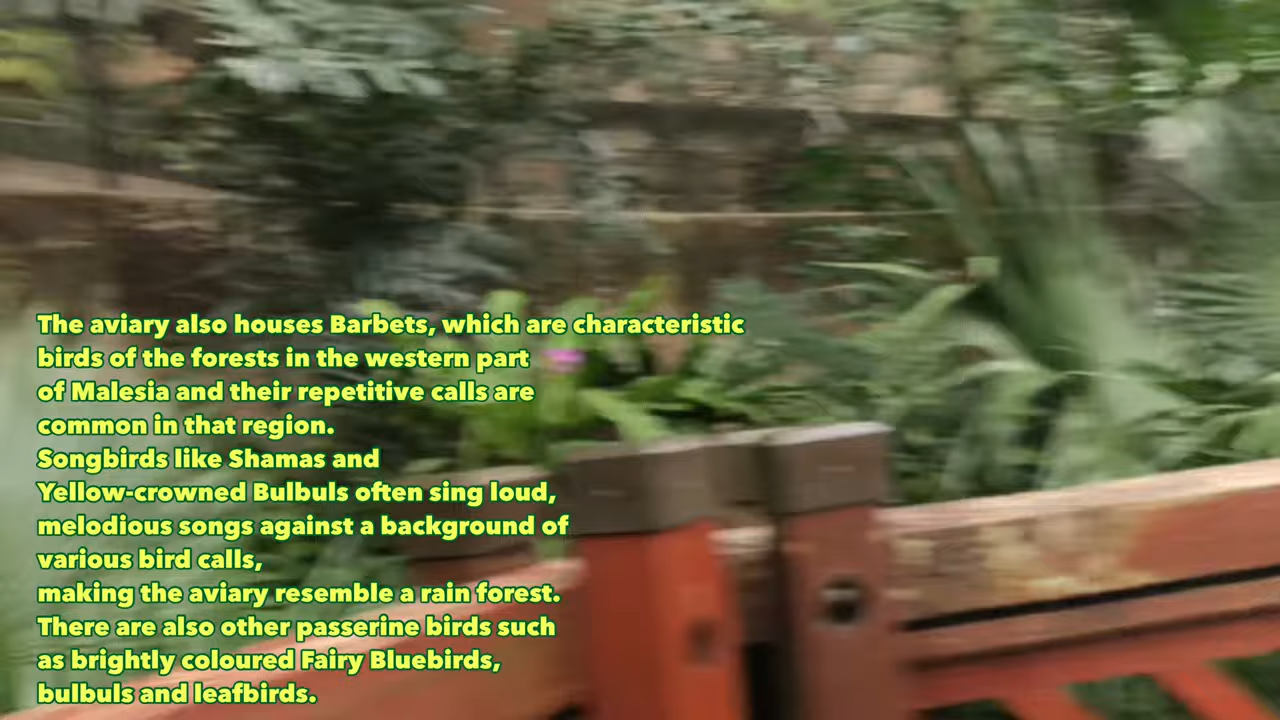 The aviary also houses Barbets, which are characteristic
birds of the forests in the western part
of Malesia and their repetitive calls are
common in that region.
Songbirds like Shamas and
Yellow-crowned Bulbuls often sing loud,
melodious songs against a background of
various bird calls,
making the aviary resemble a rain forest.
There are also other passerine birds such
as brightly coloured Fairy Bluebirds,
bulbuls and leafbirds.